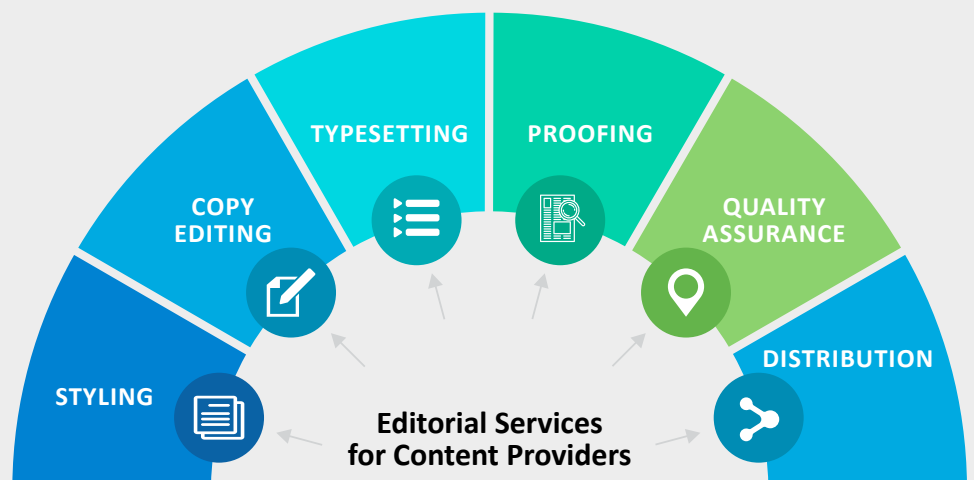 STYLING
COPY
EDITING
TYPESETTING
PROOFING
QUALITY
ASSURANCE
DISTRIBUTION
Editorial Services
for Content Providers